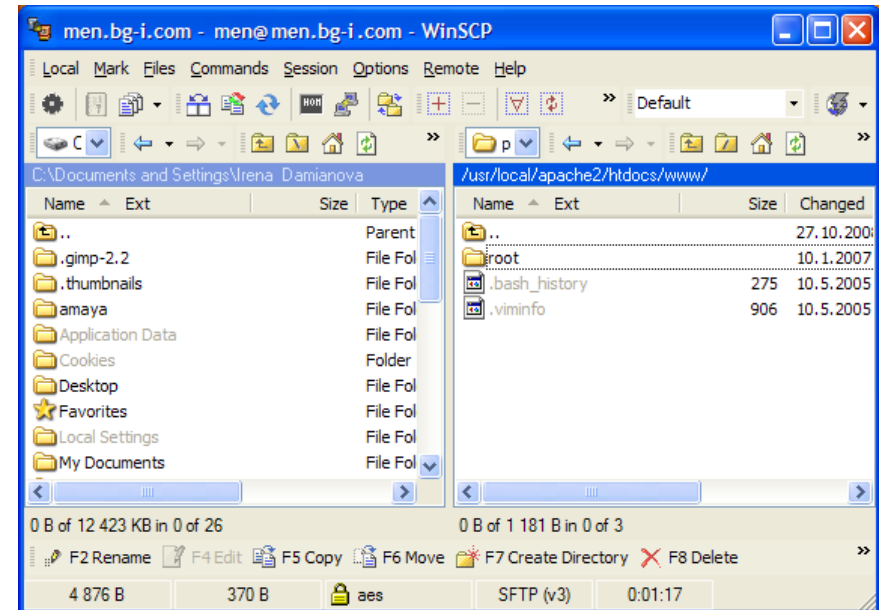 men.bg-i.com - men@men.bg-i.com - WinSCP
Local Mark Files Commands Session Options Remote Help
Default
C p
C:\Documents and Settings\Irena Damianova /usr/local/apache2/htdocs/www/
Name Ext Size Type Name Ext Size Changed
.. Parent .. 27.10.200
.gimp-2.2 File Fol root 10.1.2007
.thumbnails File Fol .bash_history 275 10.5.2005
amaya File Fol .viminfo 906 10.5.2005
Application Data File Fol
Cookies Folder
Desktop File Fol
Favorites File Fol
Local Settings File Fol
My Documents File Fol
0 B of 12 423 KB in 0 of 26 0 B of 1 181 B in 0 of 3
F2 Rename F4 Edit F5 Copy F6 Move F7 Create Directory F8 Delete
4 876 B 370 B aes SFTP (v3) 0:01:17